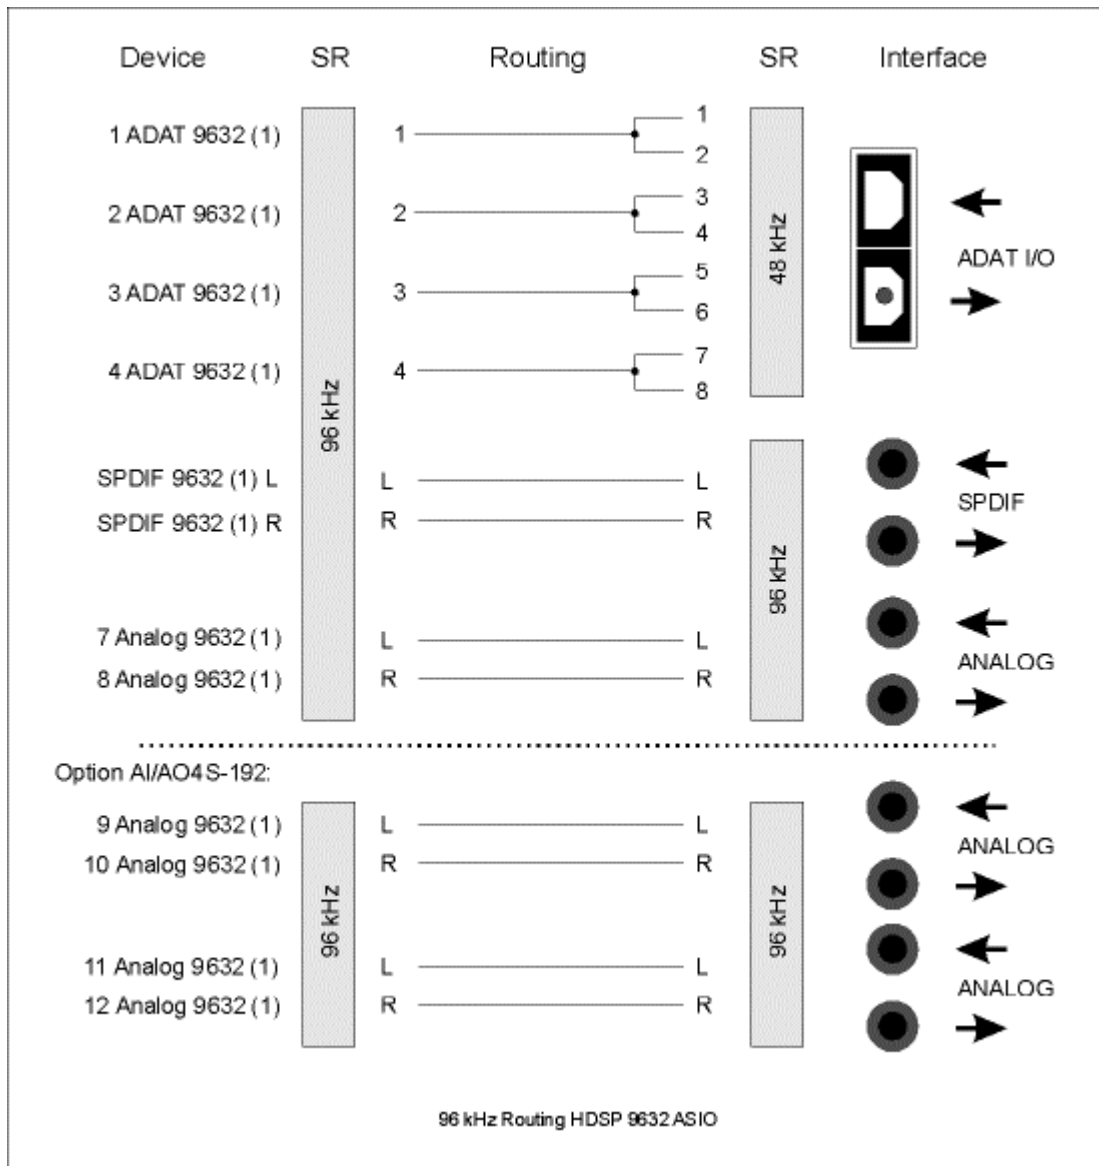 Device SR Routing SR Interface
1 ADAT 9632 (1) 1 1
2
2 ADAT 9632 (1) 2 3
4
ADAT I/O
3 ADAT 9632 (1) 3 5
6
4 ADAT 9632 (1) 4 7
8
96 kHz
48 kHz
SPDIF 9632 (1) L L L
SPDIF
SPDIF 9632 (1) R R R
96 kHz
7 Analog 9632 (1) L L
ANALOG
8 Analog 9632 (1) R R
Option AI/AO4S-192:
9 Analog 9632 (1) L L
ANALOG
10 Analog 9632 (1) R R
96 kHz
96 kHz
11 Analog 9632 (1) L L
ANALOG
12 Analog 9632 (1) R R
96 kHz Routing HDSP 9632 ASIO